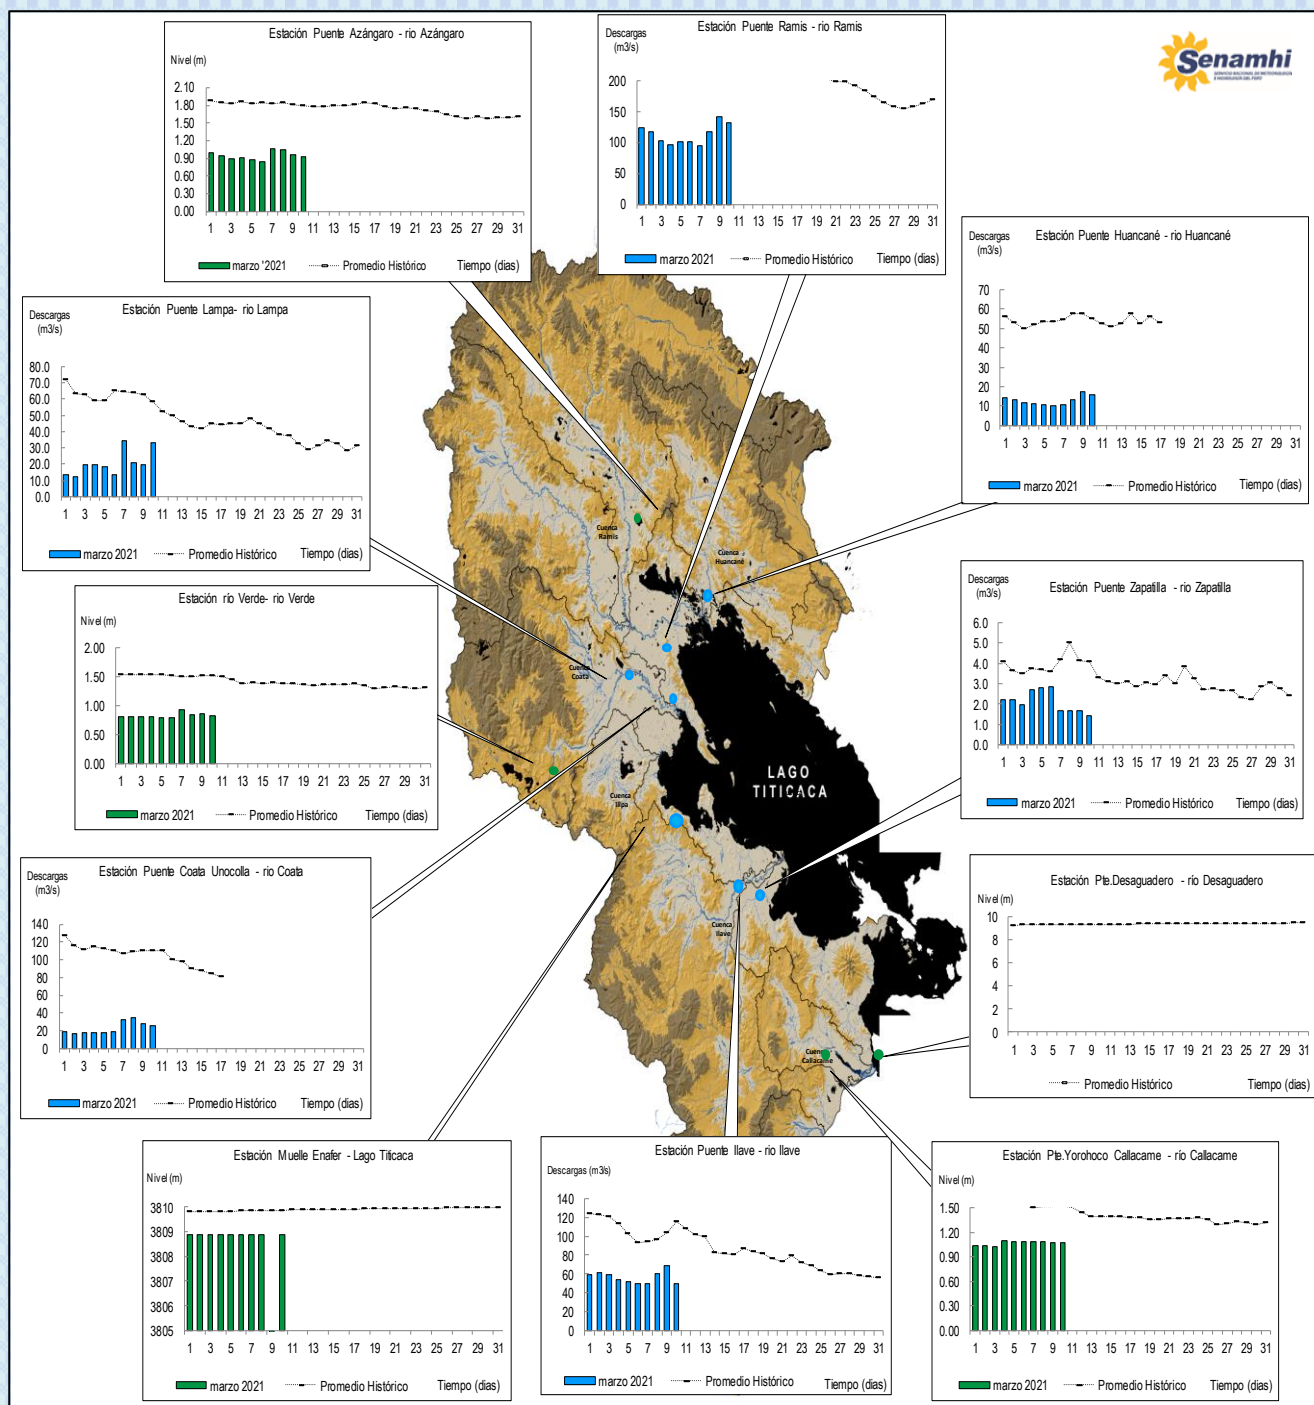 Estación Puente Azángaro - rio Azángaro
Nivel (m)
2.10
1.80
1.50
1.20
0.90
0.60
0.30
0.00
1 3 5 7 9 11 13 15 17 19 21 23 25 27 29 31
marzo '2021 Promedio Histórico Tiempo (dias)
Estación Puente Ramis - rio Ramis
Descargas
(m3/s)
200
150
100
50
0
1 3 5 7 9 11 13 15 17 19 21 23 25 27 29 31
marzo 2021 Promedio Histórico Tiempo (dias)
Senamhi
SERVICIO NACIONAL DE METEOROLOGÍA
E HIDROLOGÍA DEL PERÚ
Estación Puente Huancané - rio Huancané
Descargas
(m3/s)
70
60
50
40
30
20
10
0
1 3 5 7 9 11 13 15 17 19 21 23 25 27 29 31
marzo 2021 Promedio Histórico Tiempo (dias)
Estación Puente Lampa- rio Lampa
Descargas
(m3/s)
80.0
70.0
60.0
50.0
40.0
30.0
20.0
10.0
0.0
1 3 5 7 9 11 13 15 17 19 21 23 25 27 29 31
marzo 2021 Promedio Histórico Tiempo (dias)
Cuenca
Ramis
Cuenca
Huancané
Estación río Verde- rio Verde
Nivel (m)
2.00
1.50
1.00
0.50
0.00
1 3 5 7 9 11 13 15 17 19 21 23 25 27 29 31
marzo 2021 Promedio Histórico Tiempo (dias)
Estación Puente Zapatilla - rio Zapatilla
Descargas
(m3/s)
6.0
5.0
4.0
3.0
2.0
1.0
0.0
1 3 5 7 9 11 13 15 17 19 21 23 25 27 29 31
marzo 2021 Promedio Histórico Tiempo (dias)
Cuenca
Coata
LAGO
TITICACA
Cuenca
Illpa
Estación Puente Coata Unocolla - rio Coata
Descargas
(m3/s)
140
120
100
80
60
40
20
0
1 3 5 7 9 11 13 15 17 19 21 23 25 27 29 31
marzo 2021 Promedio Histórico Tiempo (dias)
Cuenca
Ilave
Estación Pte.Desaguadero - río Desaguadero
Nivel (m)
10
8
6
4
2
0
1 3 5 7 9 11 13 15 17 19 21 23 25 27 29 31
Promedio Histórico Tiempo (dias)
Cuenca
Callacame
Estación Muelle Enafer - Lago Titicaca
Nivel (m)
3810
3809
3808
3807
3806
3805
1 3 5 7 9 11 13 15 17 19 21 23 25 27 29 31
marzo 2021 Promedio Histórico Tiempo (dias)
Estación Puente Ilave - rio Ilave
Descargas (m3/s)
140
120
100
80
60
40
20
0
1 3 5 7 9 11 13 15 17 19 21 23 25 27 29 31
marzo 2021 Promedio Histórico Tiempo (dias)
Estación Pte.Yorohoco Callacame - río Callacame
Nivel (m)
1.50
1.20
0.90
0.60
0.30
0.00
1 3 5 7 9 11 13 15 17 19 21 23 25 27 29 31
marzo 2021 Promedio Histórico Tiempo (dias)